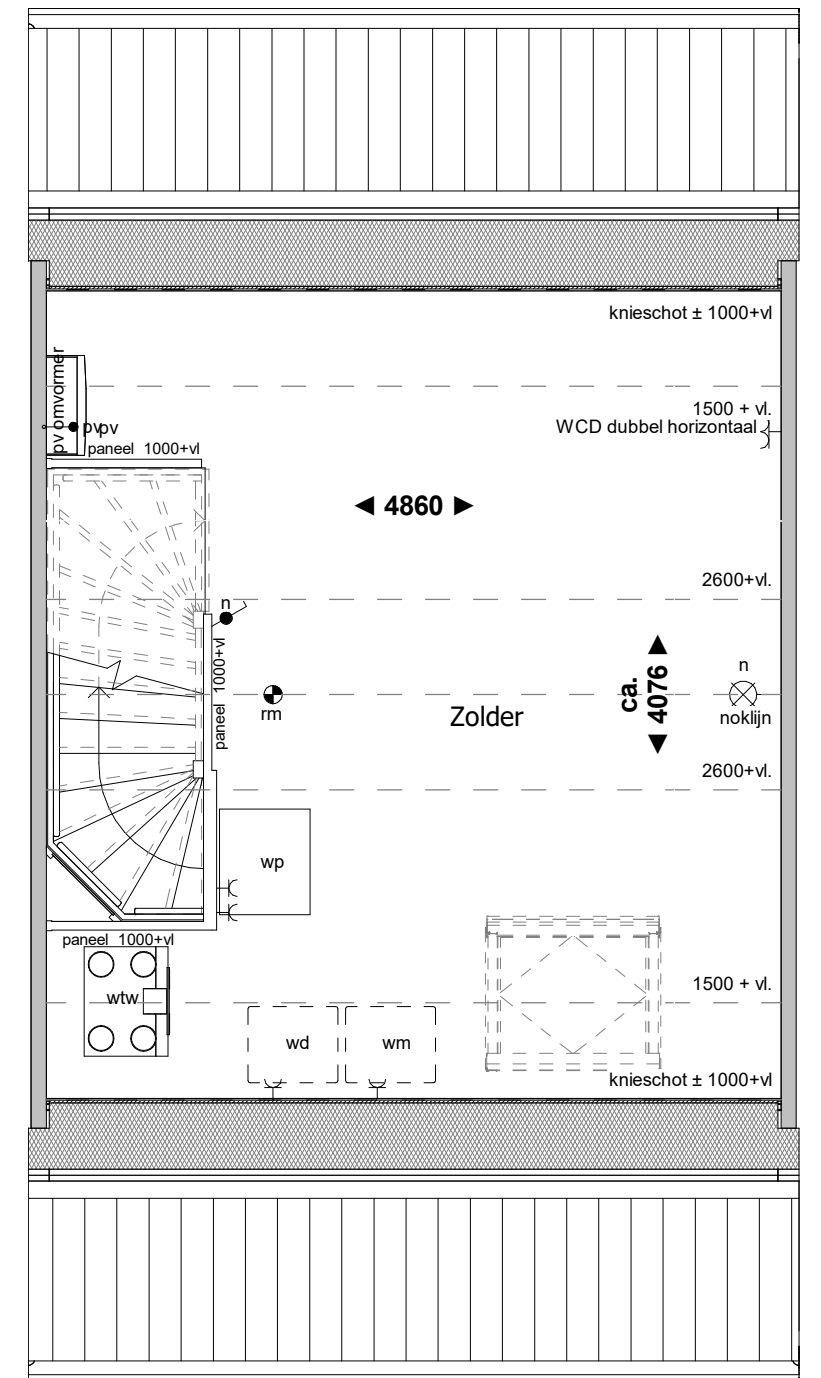 knieschot ± 1000+vl
pv omvormer
1500 + vl.
WCD dubbel horizontaal
pv
pv
paneel 1000+vl
◄ 4860 ►
2600+vl.
n
paneel 1000+vl
ca.
◄ 4076 ►
n
rm
Zolder
noklijn
2600+vl.
wp
paneel 1000+vl
1500 + vl.
wtw
wd
wm
knieschot ± 1000+vl